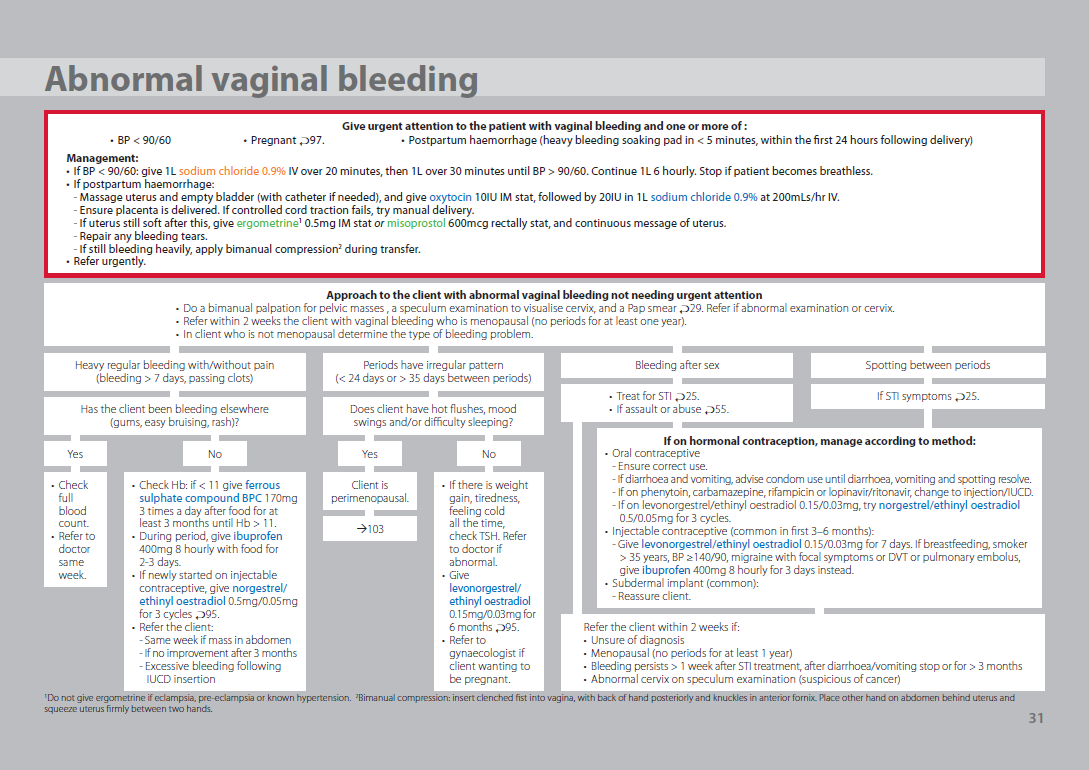 Abnormal vaginal bleeding
Give urgent attention to the patient with vaginal bleeding and one or more of :
• BP < 90/60
• Pregnant ⮌97.
• Postpartum haemorrhage (heavy bleeding soaking pad in < 5 minutes, within the first 24 hours following delivery)
Management:
• If BP < 90/60: give 1L sodium chloride 0.9% IV over 20 minutes, then 1L over 30 minutes until BP > 90/60. Continue 1L 6 hourly. Stop if patient becomes breathless.
• If postpartum haemorrhage:
- Massage uterus and empty bladder (with catheter if needed), and give oxytocin 10IU IM stat, followed by 20IU in 1L sodium chloride 0.9% at 200mLs/hr IV.
- Ensure placenta is delivered. If controlled cord traction fails, try manual delivery.
- If uterus still soft after this, give ergometrine¹ 0.5mg IM stat or misoprostol 600mcg rectally stat, and continuous message of uterus.
- Repair any bleeding tears.
- If still bleeding heavily, apply bimanual compression² during transfer.
• Refer urgently.
Approach to the client with abnormal vaginal bleeding not needing urgent attention
• Do a bimanual palpation for pelvic masses , a speculum examination to visualise cervix, and a Pap smear ⮌29. Refer if abnormal examination or cervix.
• Refer within 2 weeks the client with vaginal bleeding who is menopausal (no periods for at least one year).
• In client who is not menopausal determine the type of bleeding problem.
Heavy regular bleeding with/without pain
(bleeding > 7 days, passing clots)
Has the client been bleeding elsewhere
(gums, easy bruising, rash)?
Yes
• Check
full
blood
count.
• Refer to
doctor
same
week.
No
• Check Hb: if < 11 give ferrous
sulphate compound BPC 170mg
3 times a day after food for at
least 3 months until Hb > 11.
• During period, give ibuprofen
400mg 8 hourly with food for
2-3 days.
• If newly started on injectable
contraceptive, give norgestrel/
ethinyl oestradiol 0.5mg/0.05mg
for 3 cycles ⮌95.
• Refer the client:
- Same week if mass in abdomen
- If no improvement after 3 months
- Excessive bleeding following
IUCD insertion
Periods have irregular pattern
(< 24 days or > 35 days between periods)
Does client have hot flushes, mood
swings and/or difficulty sleeping?
Yes
Client is
perimenopausal.
→103
No
• If there is weight
gain, tiredness,
feeling cold
all the time,
check TSH. Refer
to doctor if
abnormal.
• Give
levonorgestrel/
ethinyl oestradiol
0.15mg/0.03mg for
6 months ⮌95.
• Refer to
gynaecologist if
client wanting to
be pregnant.
Bleeding after sex
• Treat for STI ⮌25.
• If assault or abuse ⮌55.
Spotting between periods
If STI symptoms ⮌25.
If on hormonal contraception, manage according to method:
• Oral contraceptive
- Ensure correct use.
- If diarrhoea and vomiting, advise condom use until diarrhoea, vomiting and spotting resolve.
- If on phenytoin, carbamazepine, rifampicin or lopinavir/ritonavir, change to injection/IUCD.
- If on levonorgestrel/ethinyl oestradiol 0.15/0.03mg, try norgestrel/ethinyl oestradiol
0.5/0.05mg for 3 cycles.
• Injectable contraceptive (common in first 3–6 months):
- Give levonorgestrel/ethinyl oestradiol 0.15/0.03mg for 7 days. If breastfeeding, smoker
> 35 years, BP ≥140/90, migraine with focal symptoms or DVT or pulmonary embolus,
give ibuprofen 400mg 8 hourly for 3 days instead.
• Subdermal implant (common):
- Reassure client.
Refer the client within 2 weeks if:
• Unsure of diagnosis
• Menopausal (no periods for at least 1 year)
• Bleeding persists > 1 week after STI treatment, after diarrhoea/vomiting stop or for > 3 months
• Abnormal cervix on speculum examination (suspicious of cancer)
¹Do not give ergometrine if eclampsia, pre-eclampsia or known hypertension. ²Bimanual compression: insert clenched fist into vagina, with back of hand posteriorly and knuckles in anterior fornix. Place other hand on abdomen behind uterus and
squeeze uterus firmly between two hands.
31